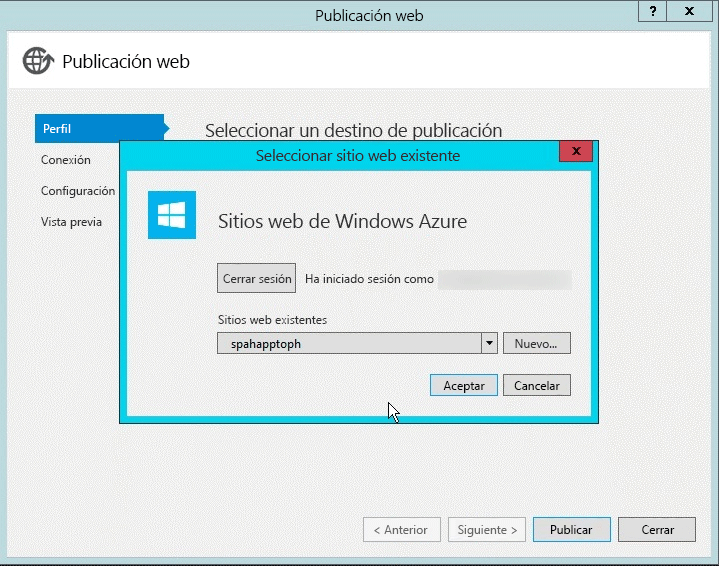 Publicación web
? x
Publicación web
Perfil
Conexión
Configuración
Vista previa
Seleccionar un destino de publicación
Seleccionar sitio web existente
x
Sitios web de Windows Azure
Cerrar sesión Ha iniciado sesión como
Sitios web existentes
spahapptoph
Nuevo...
Aceptar Cancelar
< Anterior Siguiente > Publicar Cerrar